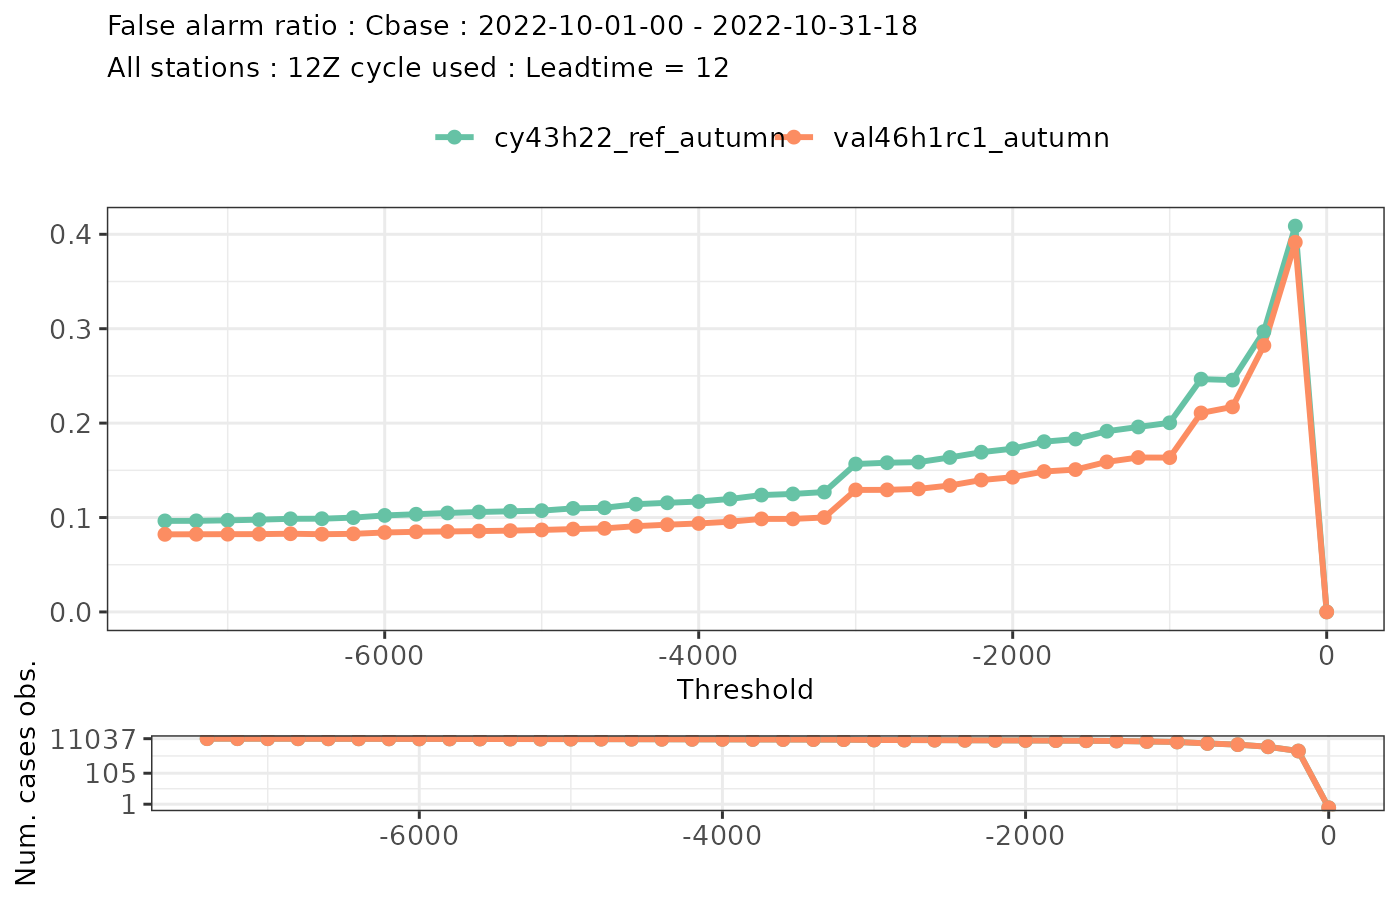 False alarm ratio : Cbase : 2022-10-01-00 - 2022-10-31-18
All stations : 12Z cycle used : Leadtime = 12
cy43h22_ref_autumn val46h1rc1_autumn
0.4
0.3
0.2
0.1
0.0
-6000 -4000 -2000 0
Threshold
Num. cases obs.
11037
105
1
-6000 -4000 -2000 0